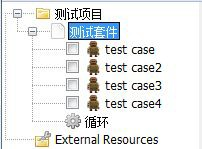 测试项目
测试套件
test case
test case2
test case3
test case4
循环
External Resources